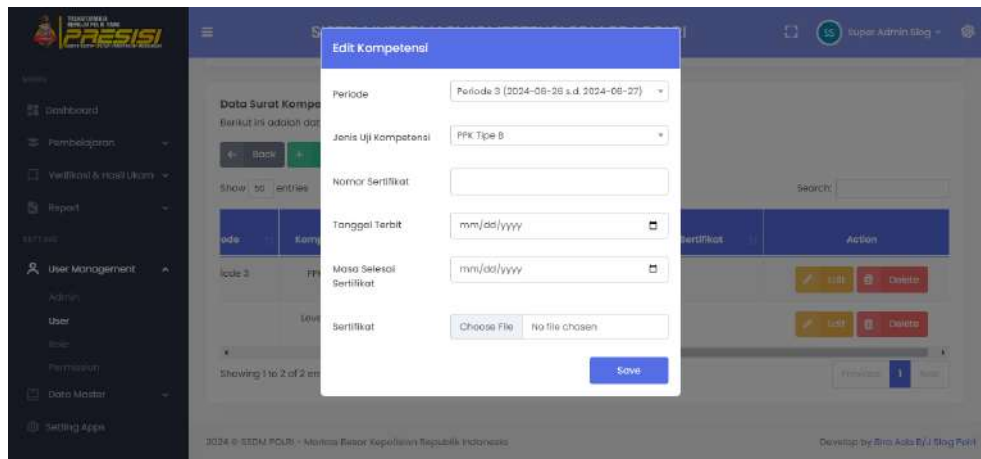 PRESISI
Super Admin Slog
Dashboard
Pembelajaran
Verifikasi & Hasil Ukom
Report
User Management
Admin
User
Role
Permission
Data Master
Setting Apps
Data Surat Kompe
Berikut ini adalah dat
Back
Show 50 entries
Search:
ode
Komp
Sertifikat
Action
iode 3
PPK
Edit
Delete
Leve
Edit
Delete
Showing 1 to 2 of 2 en
Previous
1
Next
Edit Kompetensi
Periode
Periode 3 (2024-08-26 s.d. 2024-08-27)
Jenis Uji Kompetensi
PPK Tipe B
Nomor Sertifikat
Tanggal Terbit
mm/dd/yyyy
Masa Selesai
Sertifikat
mm/dd/yyyy
Sertifikat
Choose File
No file chosen
Save
2024 © SSDM POLRI - Markas Besar Kepolisian Republik Indonesia